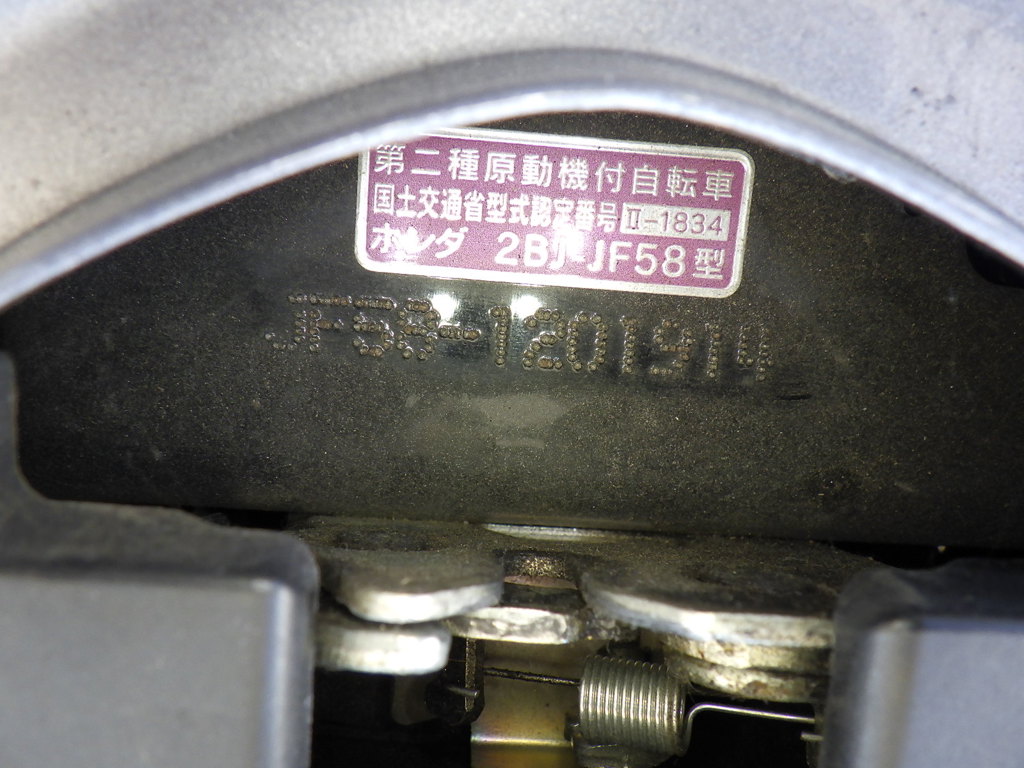 第二種原動機付自転車
国土交通省型式認定番号 Ⅱ-1834
ホンダ 2BJ-JF58型
JF58-1201914